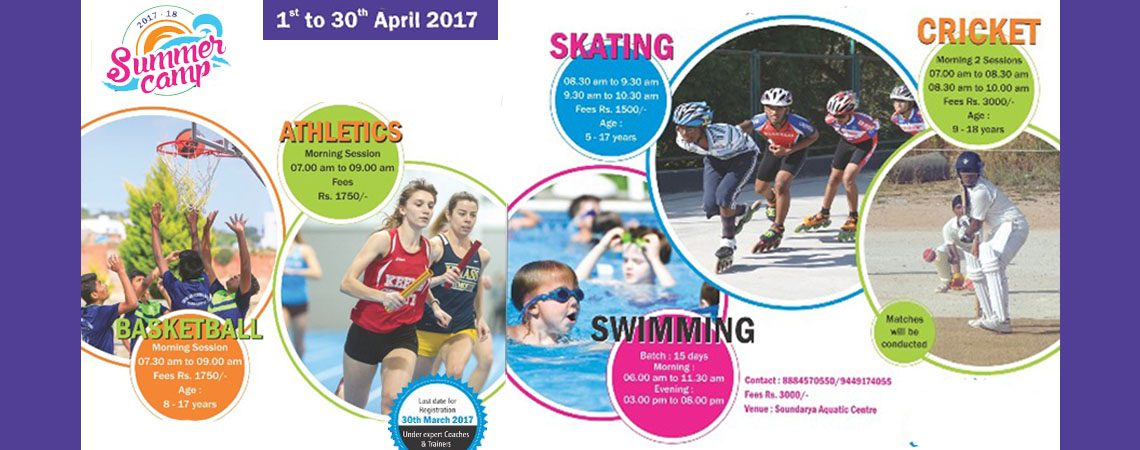 2017 - 18
Summer
camp
1st to 30th April 2017
ATHLETICS
Morning Session
07.00 am to 09.00 am
Fees
Rs. 1750/-
BASKETBALL
Morning Session
07.30 am to 09.00 am
Fees Rs. 1750/-
Age :
8 - 17 years
Last date for
Registration
30th March 2017
Under expert Coaches
& Trainers
SKATING
08.30 am to 9.30 am
9.30 am to 10.30 am
Fees Rs. 1500/-
Age :
5 - 17 years
SWIMMING
Batch : 15 days
Morning :
06.00 am to 11.30 am
Evening :
03.00 pm to 08.00 pm
Contact : 8884570550/9449174055
Fees Rs. 3000/-
Venue : Soundarya Aquatic Centre
CRICKET
Morning 2 Sessions
07.00 am to 08.30 am
08.30 am to 10.00 am
Fees Rs. 3000/-
Age :
9 - 18 years
Matches
will be
conducted